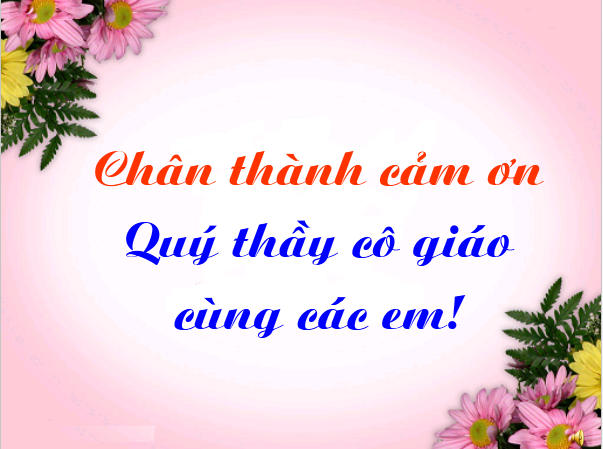 Chân thành cảm ơn
Quý thầy cô giáo
cùng các em!